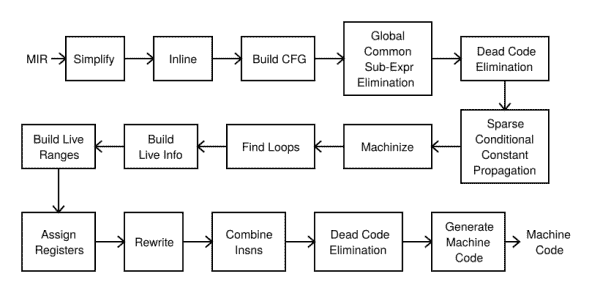 MIR
Simplify
Inline
Build CFG
Global
Common
Sub-Expr
Elimination
Dead Code
Elimination
Sparse
Conditional
Constant
Propagation
Machinize
Find Loops
Build
Live Info
Build Live
Ranges
Assign
Registers
Rewrite
Combine
Insns
Dead Code
Elimination
Generate
Machine
Code
Machine
Code